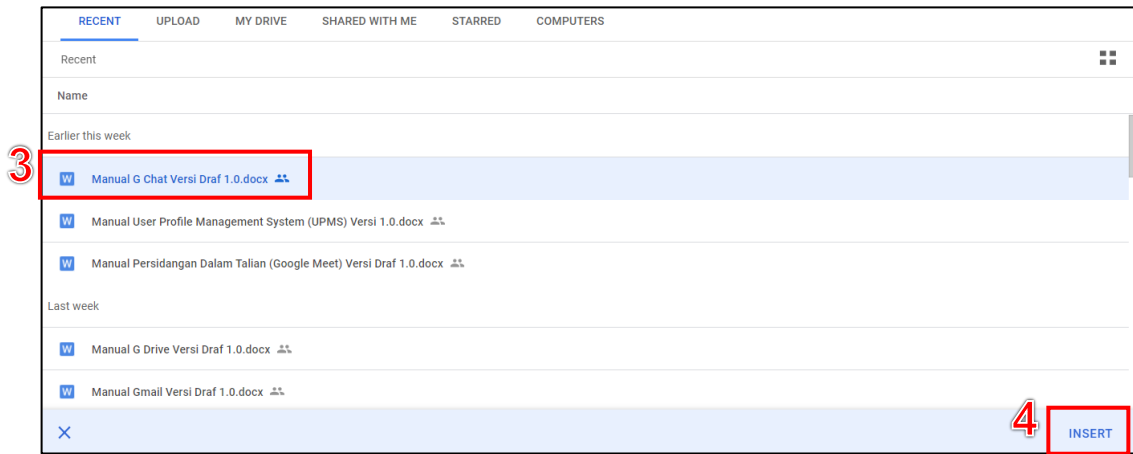 RECENT UPLOAD MY DRIVE SHARED WITH ME STARRED COMPUTERS
Recent
Name
Earlier this week
3
W Manual G Chat Versi Draf 1.0.docx
W Manual User Profile Management System (UPMS) Versi 1.0.docx
W Manual Persidangan Dalam Talian (Google Meet) Versi Draf 1.0.docx
Last week
W Manual G Drive Versi Draf 1.0.docx
W Manual Gmail Versi Draf 1.0.docx
4 INSERT